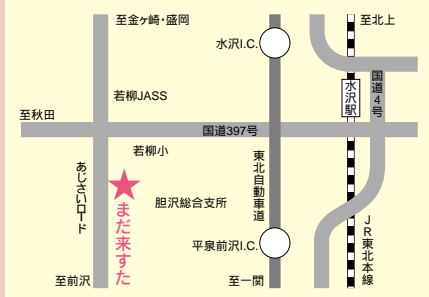 至金ヶ崎・盛岡
至北上
水沢I.C.
国道4号
水沢駅
若柳JASS
至秋田
国道397号
若柳小
あじさいロード
まだ来すた
胆沢総合支所
東北自動車道
平泉前沢I.C.
JR東北本線
至前沢
至一関